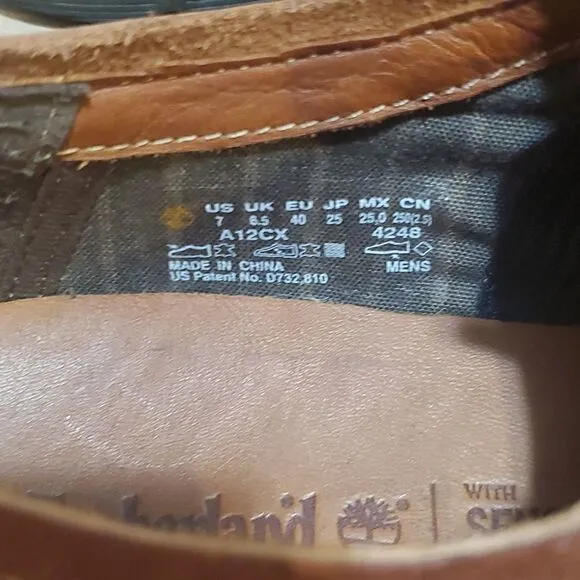 US UK EU JP MX CN
7 6.5 40 25 25.0 250(2.5)
A12CX 4248
MADE IN CHINA MENS
US Patent No. D732,810
Timberland WITH